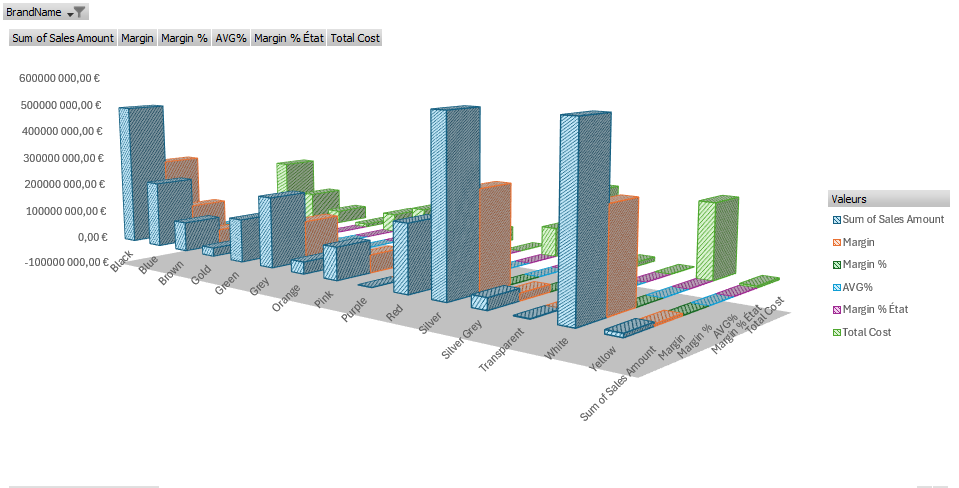 BrandName
Sum of Sales Amount Margin Margin % AVG% Margin % État Total Cost
600000 000,00 €
500000 000,00 €
400000 000,00 €
300000 000,00 €
200000 000,00 €
100000 000,00 €
0,00 €
-100000 000,00 €
Black
Blue
Brown
Gold
Green
Grey
Orange
Pink
Purple
Red
Silver
Silver Grey
Transparent
White
Yellow
Sum of Sales Amount
Margin
Margin %
AVG%
Margin % État
Total Cost
Valeurs
Sum of Sales Amount
Margin
Margin %
AVG%
Margin % État
Total Cost